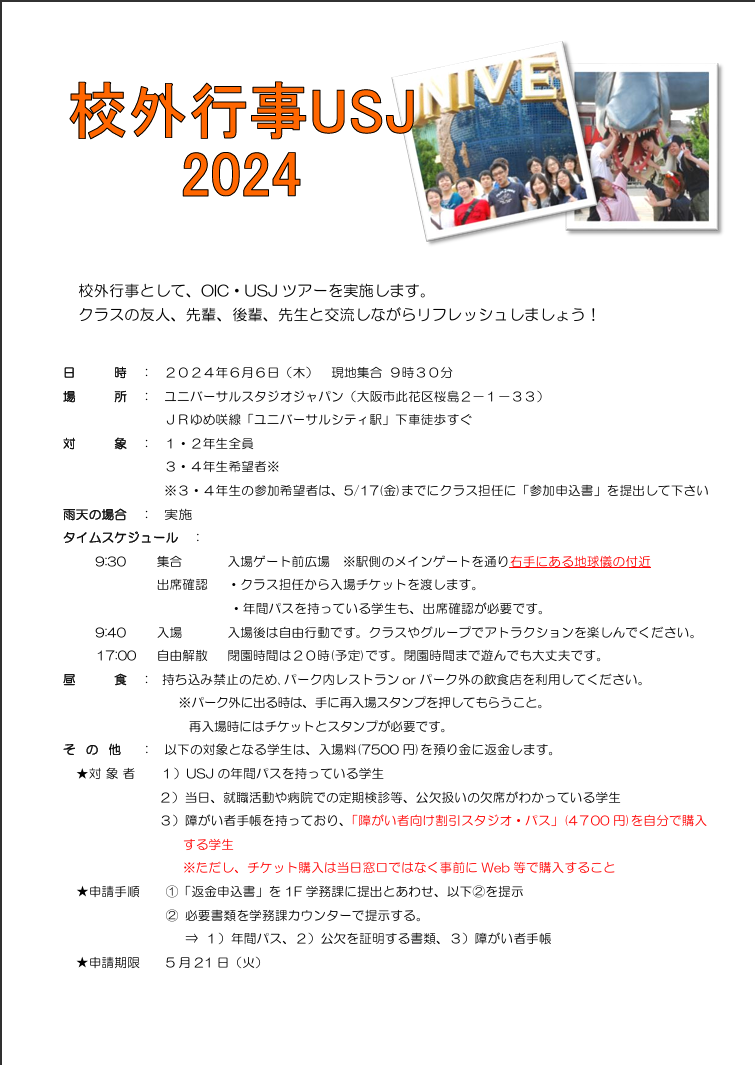 校外行事USJ
2024
NIVE
校外行事として、OIC・USJ ツアーを実施します。
クラスの友人、先輩、後輩、先生と交流しながらリフレッシュしましょう！
日　　　時　：　２０２４年６月６日（木）　現地集合 ９時３０分
場　　　所　：　ユニバーサルスタジオジャパン（大阪市此花区桜島２－１－３３）
ＪＲゆめ咲線「ユニバーサルシティ駅」下車徒歩すぐ
対　　　象　：　１・２年生全員
３・４年生希望者※
※３・４年生の参加希望者は、5/17(金)までにクラス担任に「参加申込書」を提出して下さい
雨天の場合　：　実施
タイムスケジュール　：
9:30　集合　入場ゲート前広場　※駅側のメインゲートを通り右手にある地球儀の付近
出席確認　・クラス担任から入場チケットを渡します。
・年間パスを持っている学生も、出席確認が必要です。
9:40　入場　入場後は自由行動です。クラスやグループでアトラクションを楽しんでください。
17:00　自由解散　閉園時間は２０時(予定)です。閉園時間まで遊んでも大丈夫です。
昼　　　食　：　持ち込み禁止のため、パーク内レストラン or パーク外の飲食店を利用してください。
※パーク外に出る時は、手に再入場スタンプを押してもらうこと。
再入場時にはチケットとスタンプが必要です。
そ　の　他　：　以下の対象となる学生は、入場料(7500 円)を預り金に返金します。
★対 象 者　１）USJ の年間パスを持っている学生
２）当日、就職活動や病院での定期検診等、公欠扱いの欠席がわかっている学生
３）障がい者手帳を持っており、「障がい者向け割引スタジオ・パス」(４７００ 円)を自分で購入
する学生
※ただし、チケット購入は当日窓口ではなく事前に Web 等で購入すること
★申請手順　①「返金申込書」を 1F 学務課に提出とあわせ、以下②を提示
② 必要書類を学務課カウンターで提示する。
⇒ １）年間パス、２）公欠を証明する書類、３）障がい者手帳
★申請期限　５月 21 日（火）